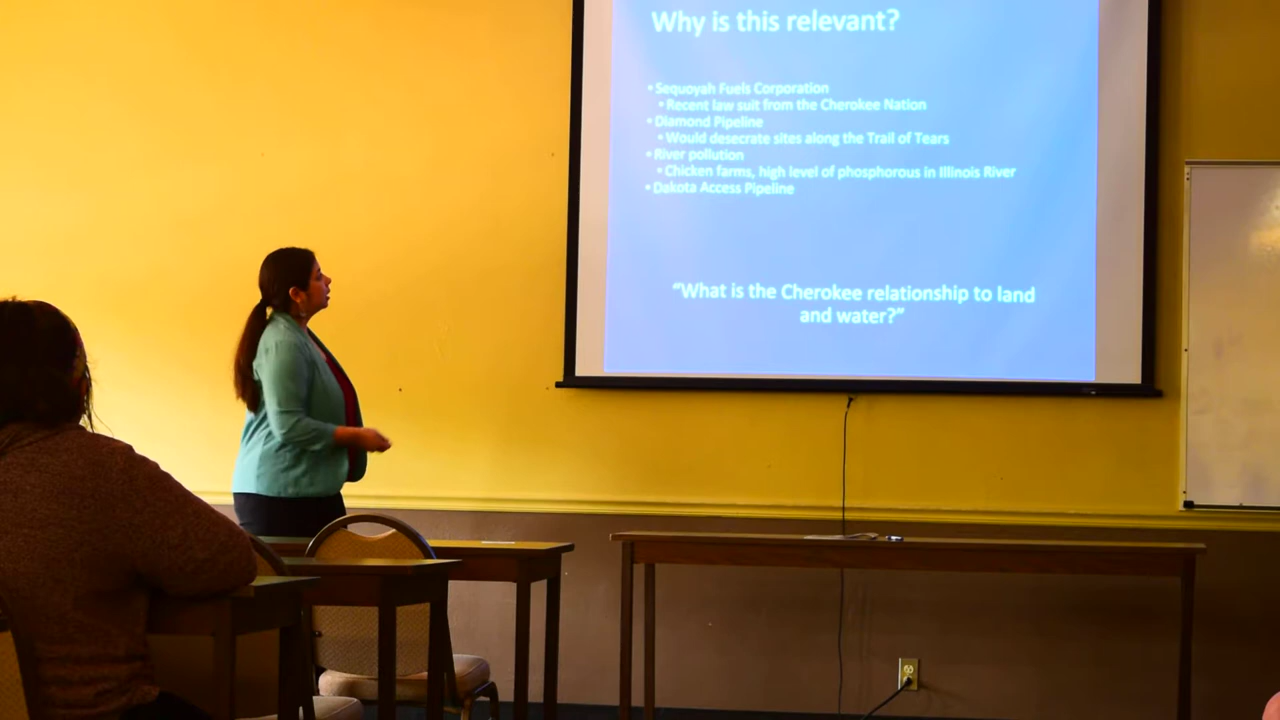 Why is this relevant?
• Sequoyah Fuels Corporation
• Recent law suit from the Cherokee Nation
• Diamond Pipeline
• Would desecrate sites along the Trail of Tears
• River pollution
• Chicken farms, high level of phosphorous in Illinois River
• Dakota Access Pipeline
“What is the Cherokee relationship to land
and water?”